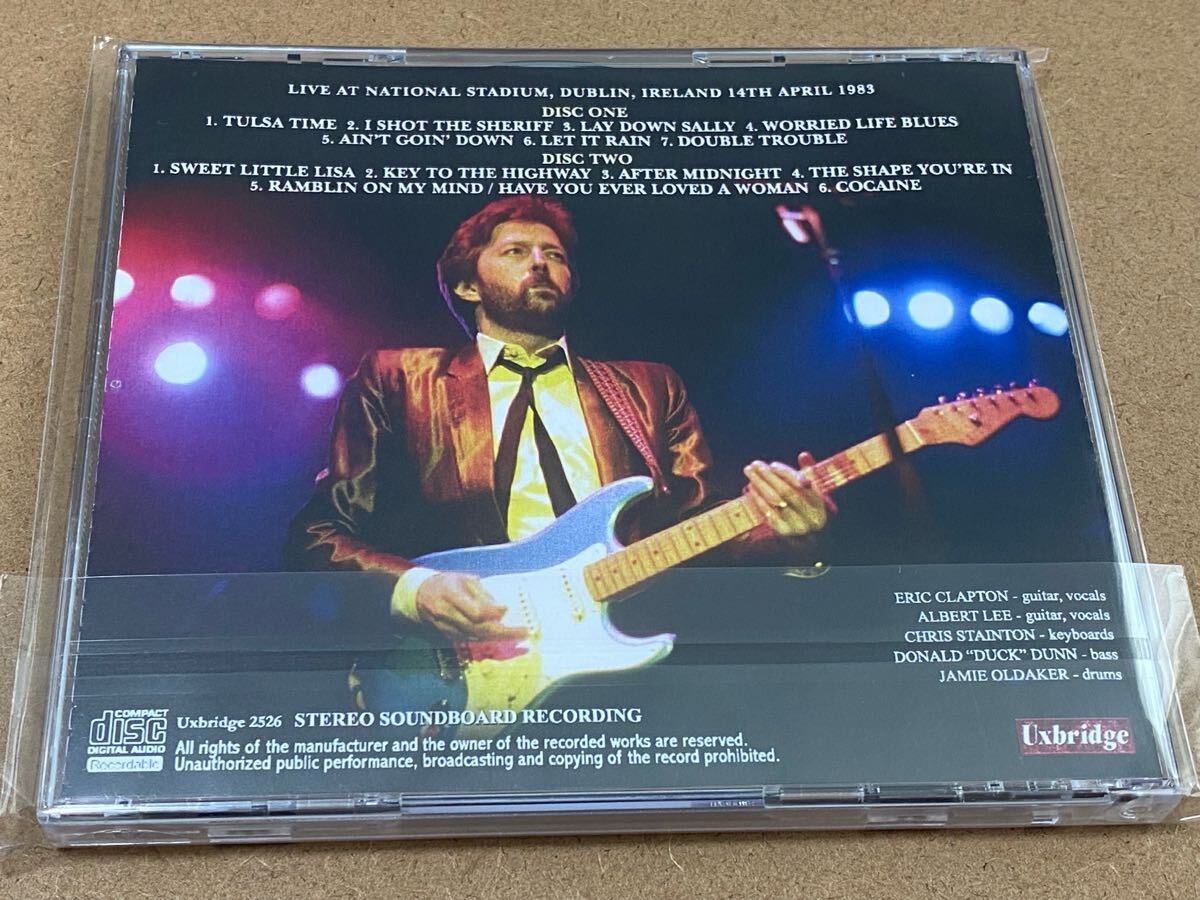 LIVE AT NATIONAL STADIUM, DUBLIN, IRELAND 14TH APRIL 1983
DISC ONE
1. TULSA TIME 2. I SHOT THE SHERIFF 3. LAY DOWN SALLY 4. WORRIED LIFE BLUES
5. AIN'T GOIN' DOWN 6. LET IT RAIN 7. DOUBLE TROUBLE
DISC TWO
1. SWEET LITTLE LISA 2. KEY TO THE HIGHWAY 3. AFTER MIDNIGHT 4. THE SHAPE YOU'RE IN
5. RAMBLIN ON MY MIND / HAVE YOU EVER LOVED A WOMAN 6. COCAINE
ERIC CLAPTON - guitar, vocals
ALBERT LEE - guitar, vocals
CHRIS STAINTON - keyboards
DONALD "DUCK" DUNN - bass
JAMIE OLDAKER - drums
COMPACT
disc
DIGITAL AUDIO
Recordable
Uxbridge 2526 STEREO SOUNDBOARD RECORDING
All rights of the manufacturer and the owner of the recorded works are reserved.
Unauthorized public performance, broadcasting and copying of the record prohibited.
Uxbridge